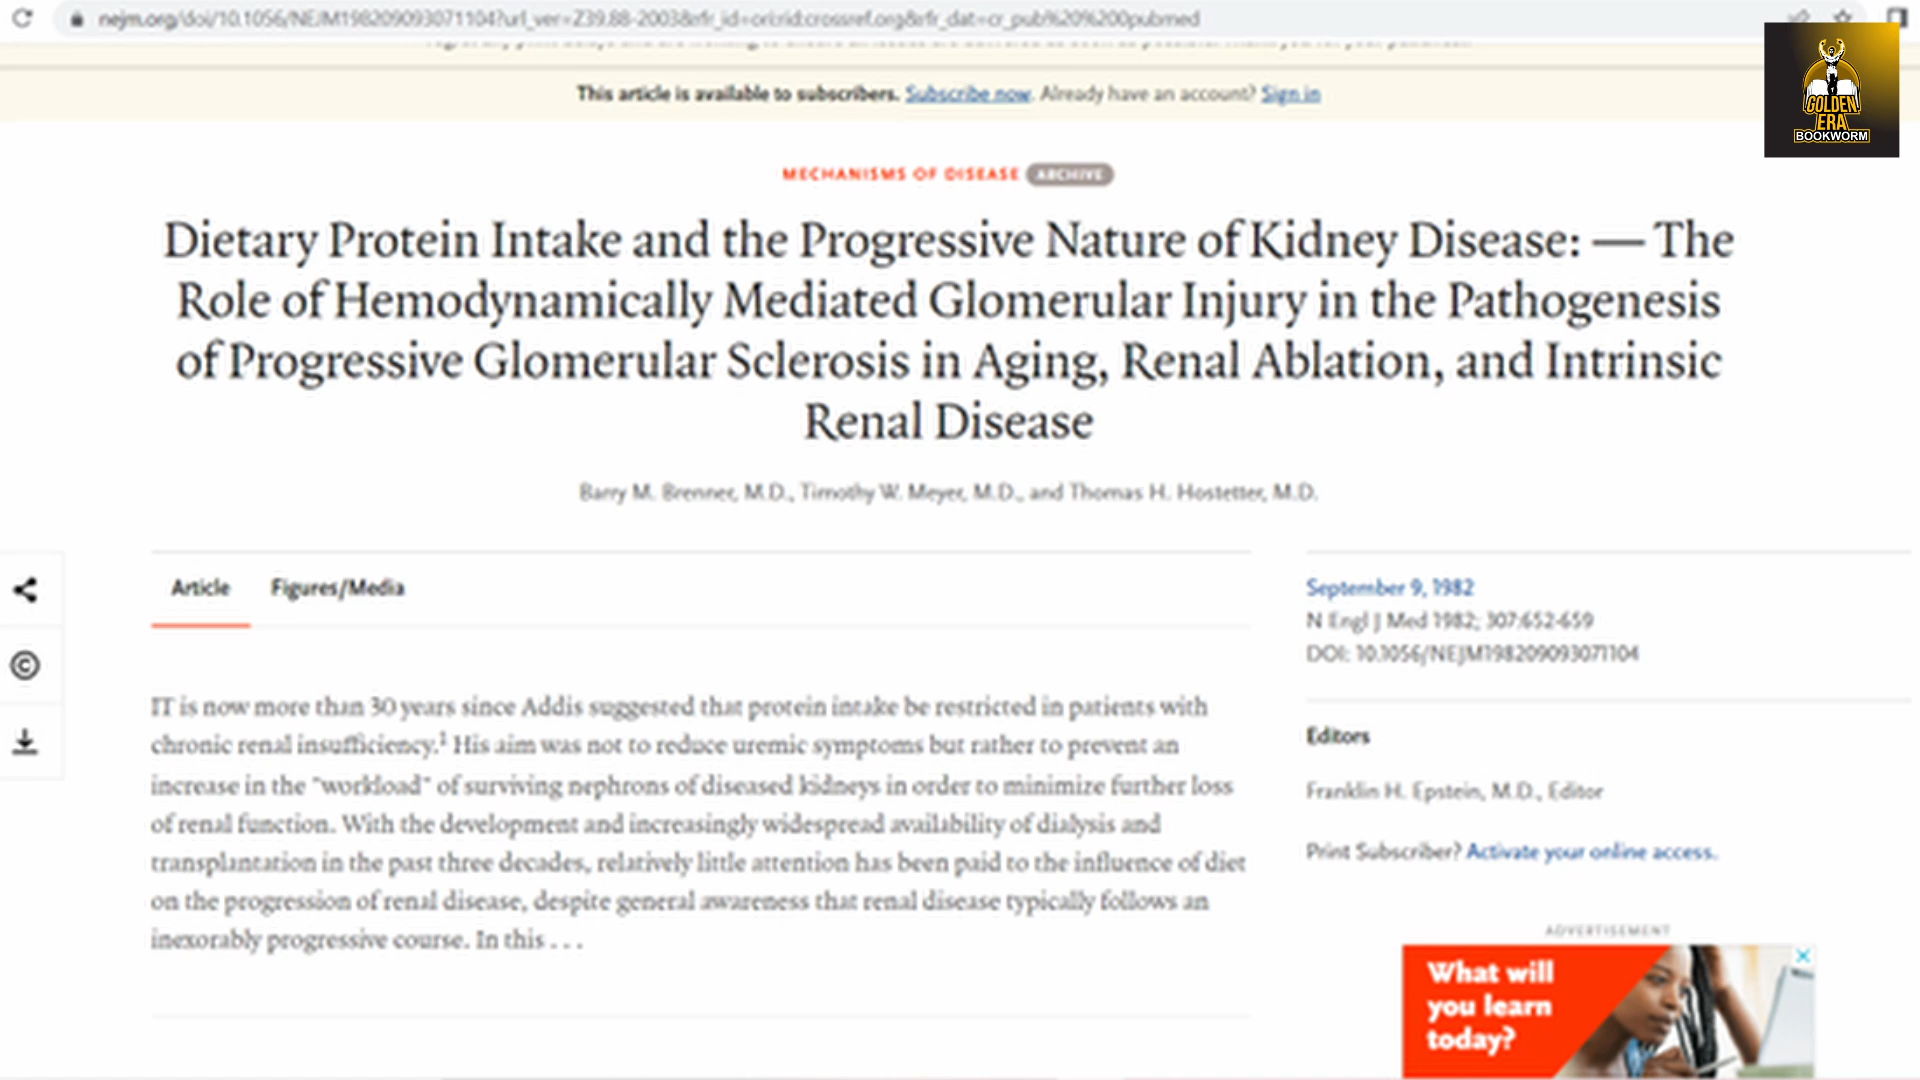 nejm.org/doi/10.1056/NEJM198209093071104?url_ver=Z39.88-2003&rfr_id=ori:rid:crossref.org&rfr_dat=cr_pub%20%200pubmed
This article is available to subscribers. Subscribe now. Already have an account? Sign in
GOLDEN
ERA
BOOKWORM
MECHANISMS OF DISEASE ARCHIVE
Dietary Protein Intake and the Progressive Nature of Kidney Disease: — The
Role of Hemodynamically Mediated Glomerular Injury in the Pathogenesis
of Progressive Glomerular Sclerosis in Aging, Renal Ablation, and Intrinsic
Renal Disease
Barry M. Brenner, M.D., Timothy W. Meyer, M.D., and Thomas H. Hostetter, M.D.
Article Figures/Media
IT is now more than 30 years since Addis suggested that protein intake be restricted in patients with
chronic renal insufficiency.1 His aim was not to reduce uremic symptoms but rather to prevent an
increase in the "workload" of surviving nephrons of diseased kidneys in order to minimize further loss
of renal function. With the development and increasingly widespread availability of dialysis and
transplantation in the past three decades, relatively little attention has been paid to the influence of diet
on the progression of renal disease, despite general awareness that renal disease typically follows an
inexorably progressive course. In this . . .
September 9, 1982
N Engl J Med 1982; 307:652-659
DOI: 10.1056/NEJM198209093071104
Editors
Franklin H. Epstein, M.D., Editor
Print Subscriber? Activate your online access.
ADVERTISEMENT
What will
you learn
today?